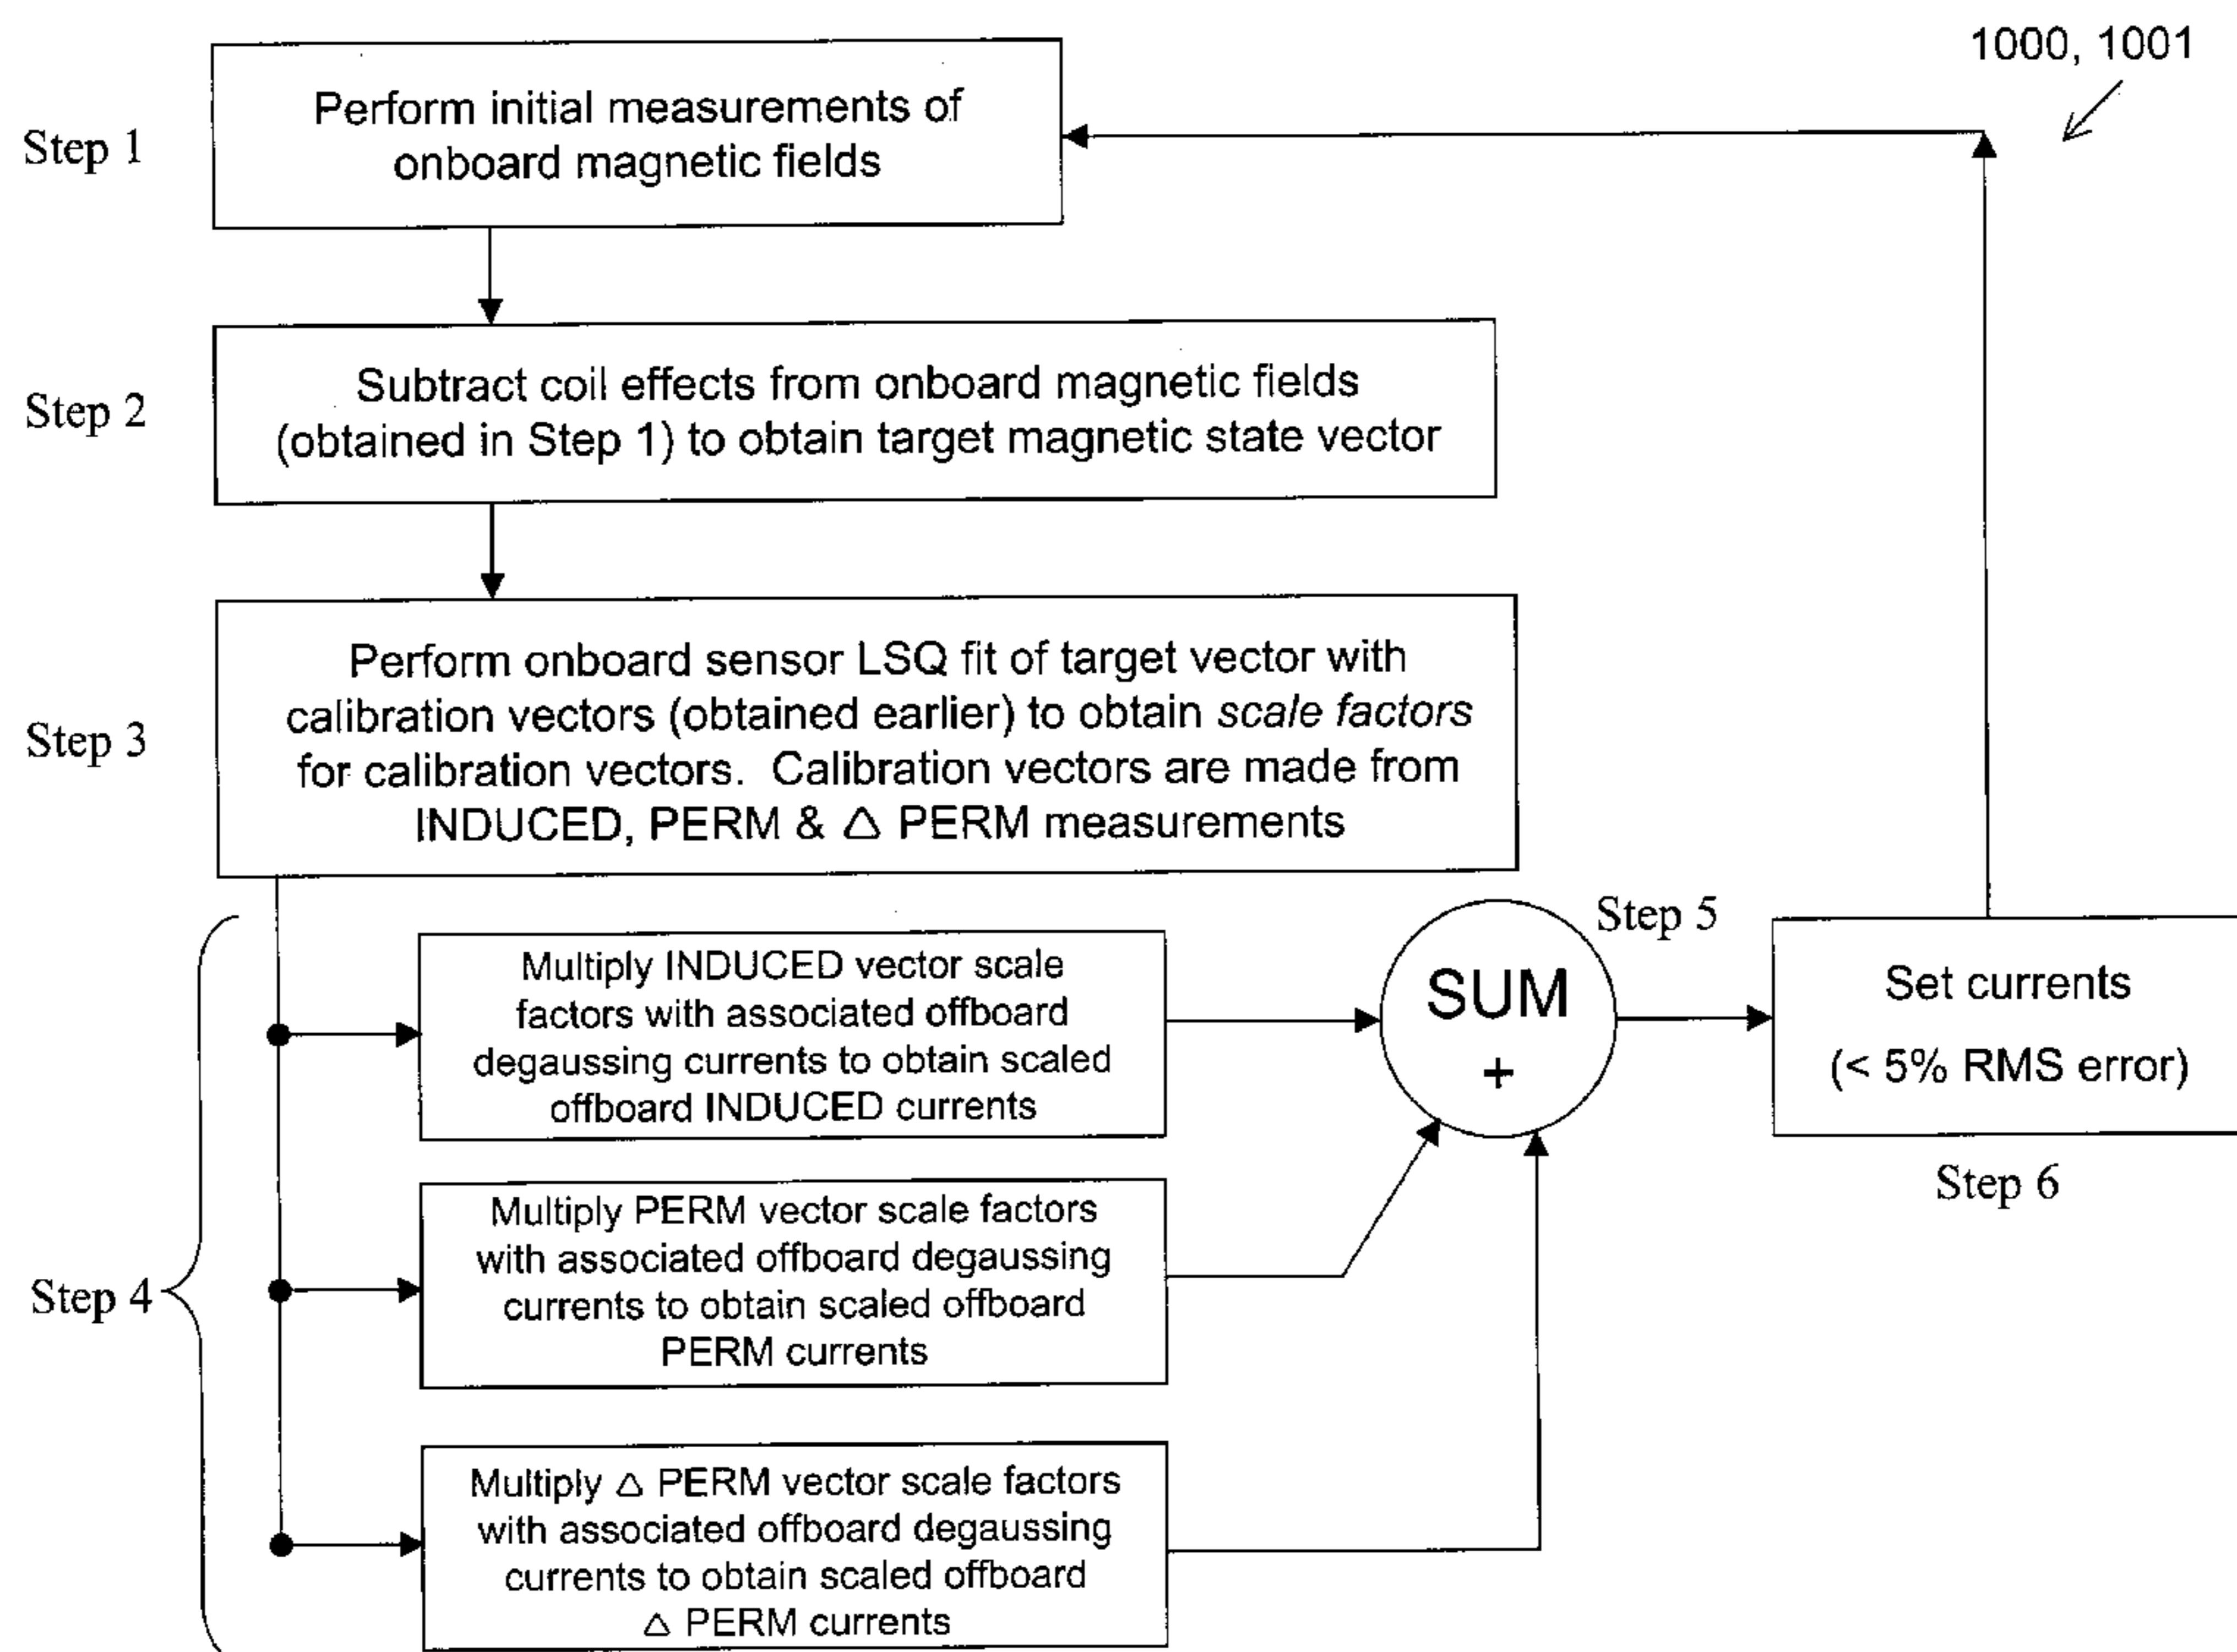 1000, 1001
Step 1
Perform initial measurements of
onboard magnetic fields
Step 2
Subtract coil effects from onboard magnetic fields
(obtained in Step 1) to obtain target magnetic state vector
Step 3
Perform onboard sensor LSQ fit of target vector with
calibration vectors (obtained earlier) to obtain scale factors
for calibration vectors. Calibration vectors are made from
INDUCED, PERM & △ PERM measurements
Step 4
Multiply INDUCED vector scale
factors with associated offboard
degaussing currents to obtain scaled
offboard INDUCED currents
Multiply PERM vector scale factors
with associated offboard degaussing
currents to obtain scaled offboard
PERM currents
Multiply △ PERM vector scale factors
with associated offboard degaussing
currents to obtain scaled offboard
△ PERM currents
Step 5
SUM
+
Set currents
(< 5% RMS error)
Step 6